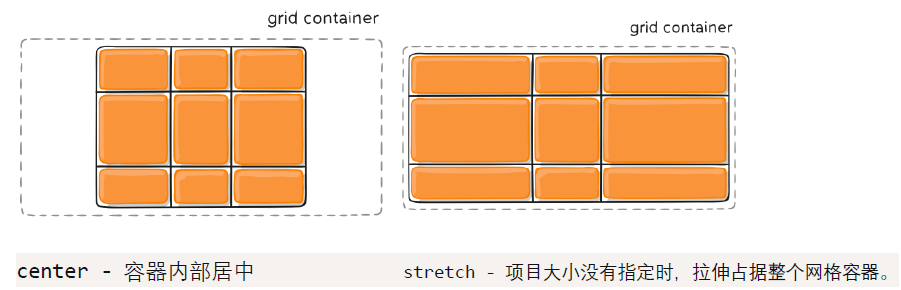 grid container
grid container
center - 容器内部居中
stretch - 项目大小没有指定时，拉伸占据整个网格容器。